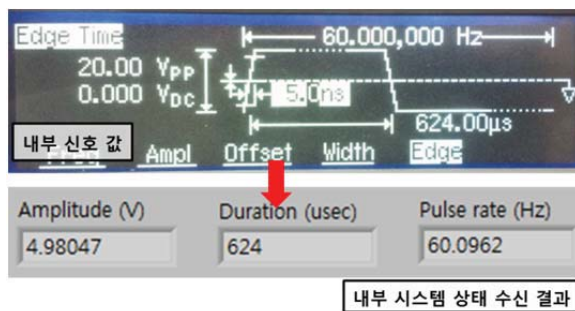 Edge Time
60.000,000 Hz
20.00 VPP
0.000 VDC
5.0ns
624.00µs
내부 신호 값
Freq Ampl Offset Width Edge
Amplitude (V) Duration (usec) Pulse rate (Hz)
4.98047 624 60.0962
내부 시스템 상태 수신 결과